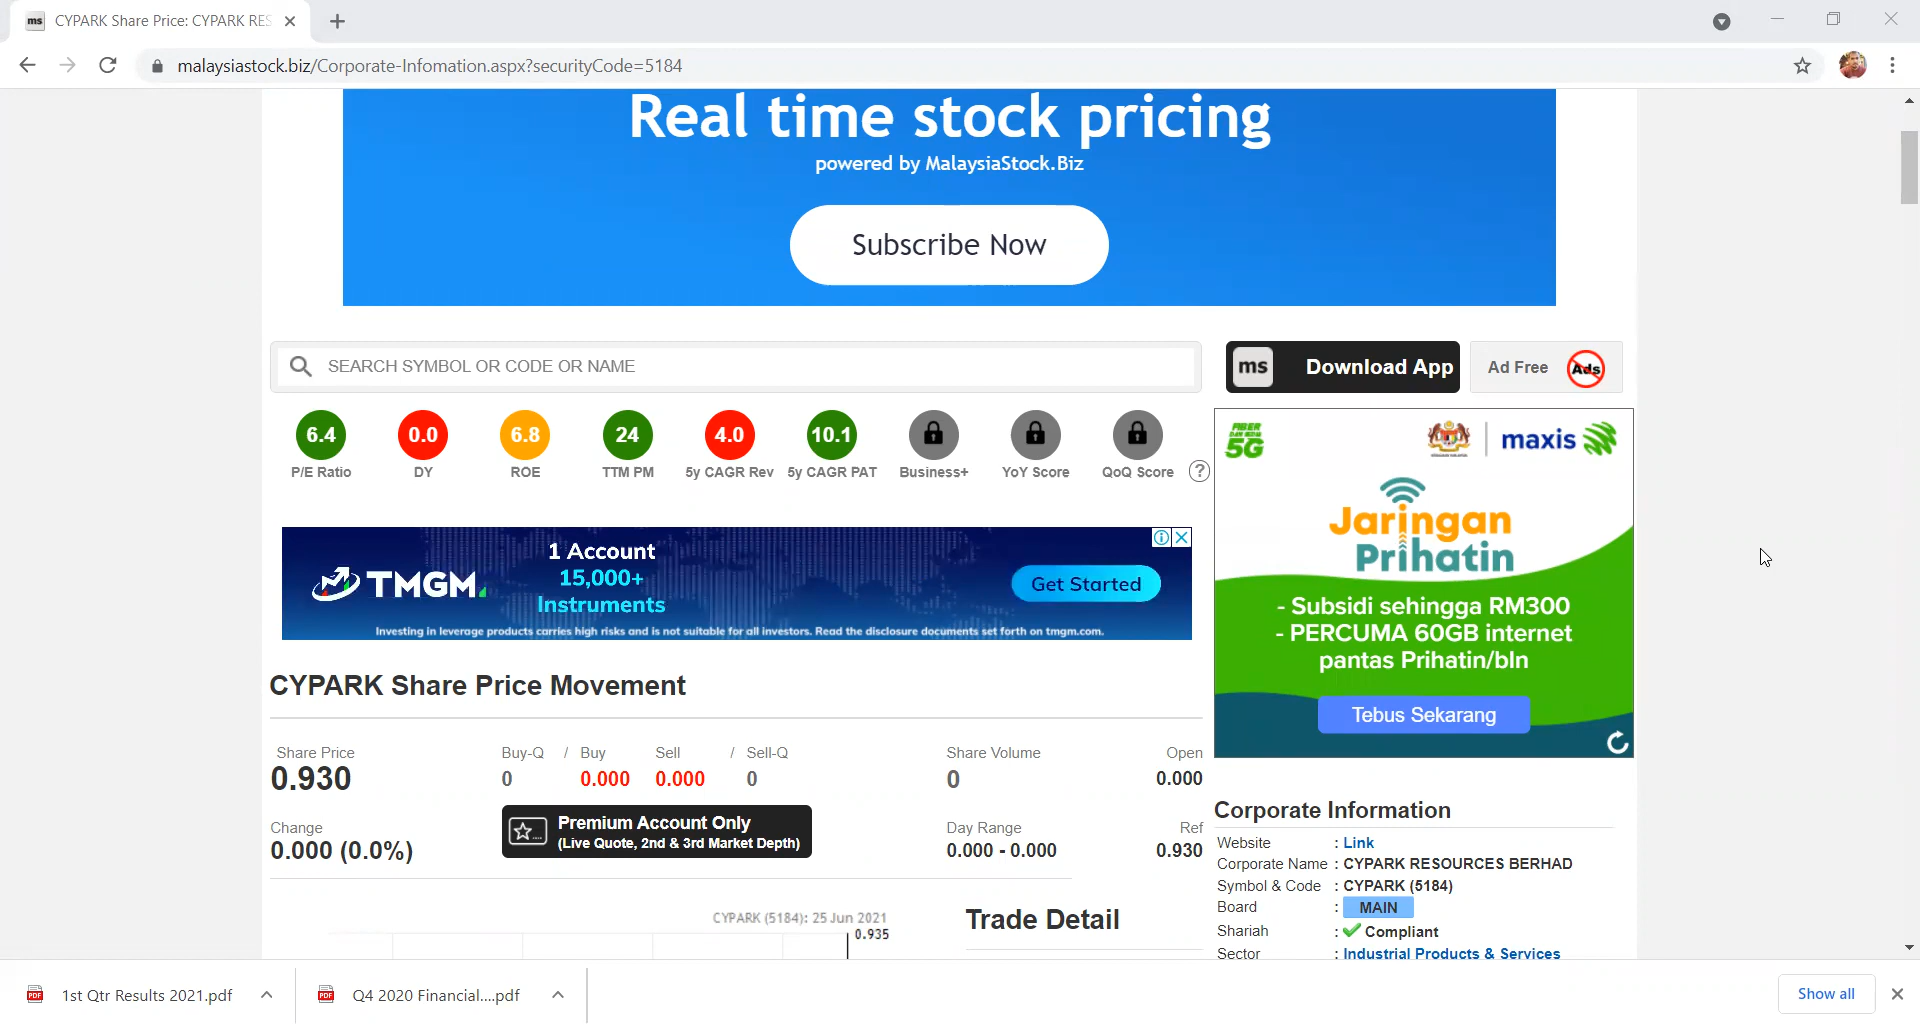 ms CYPARK Share Price: CYPARK RES
malaysiastock.biz/Corporate-Infomation.aspx?securityCode=5184
Real time stock pricing
powered by MalaysiaStock.Biz
Subscribe Now
SEARCH SYMBOL OR CODE OR NAME
ms Download App
Ad Free Ads
6.4 0.0 6.8 24 4.0 10.1
P/E Ratio DY ROE TTM PM 5y CAGR Rev 5y CAGR PAT Business+ YoY Score QoQ Score ?
5G
maxis
Jaringan
Prihatin
- Subsidi sehingga RM300
- PERCUMA 60GB internet
pantas Prihatin/bln
Tebus Sekarang
TMGM.
1 Account
15,000+
Instruments
Get Started
Investing in leverage products carries high risks and is not suitable for all investors. Read the disclosure documents set forth on tmgm.com.
CYPARK Share Price Movement
Share Price Buy-Q / Buy Sell / Sell-Q Share Volume Open
0.930 0 0.000 0.000 0 0 0.000
Premium Account Only
(Live Quote, 2nd & 3rd Market Depth)
Change Day Range Ref
0.000 (0.0%) 0.000 - 0.000 0.930
CYPARK (5184): 25 Jun 2021
0.935
Trade Detail
Corporate Information
Website : Link
Corporate Name : CYPARK RESOURCES BERHAD
Symbol & Code : CYPARK (5184)
Board : MAIN
Shariah : Compliant
Sector : Industrial Products & Services
PDF 1st Qtr Results 2021.pdf
PDF Q4 2020 Financial....pdf
Show all